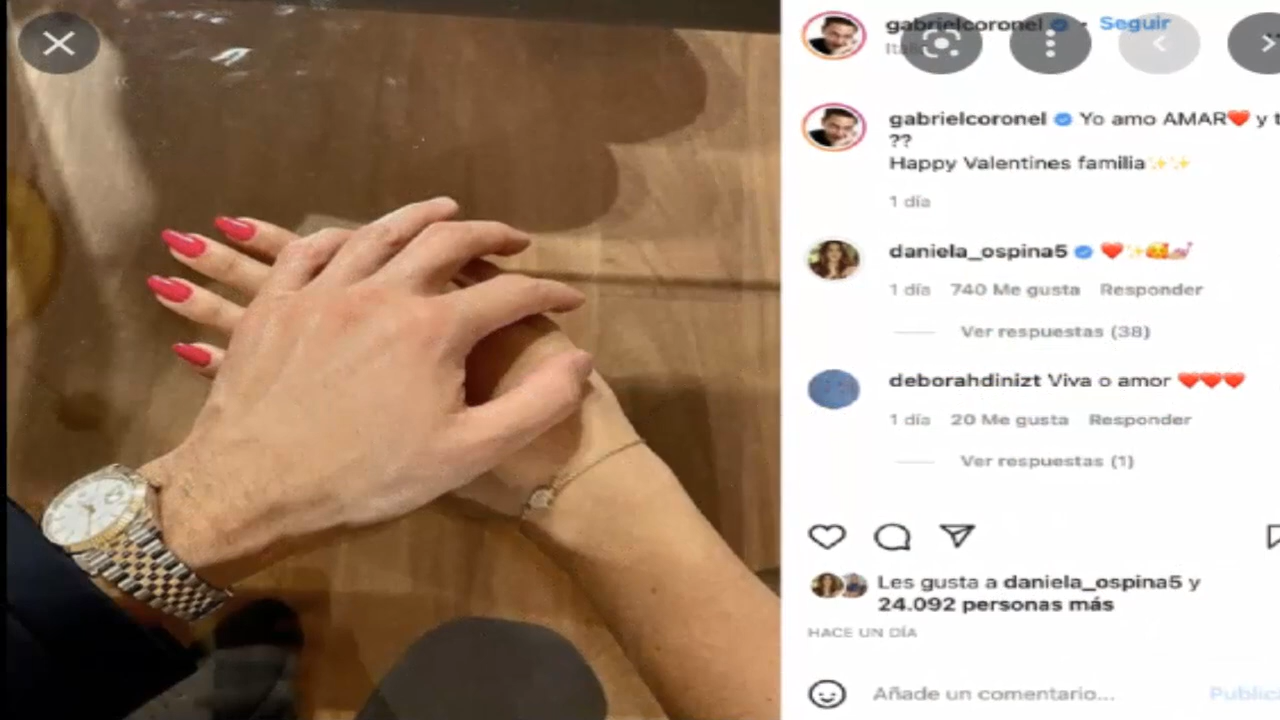 gabrielcoronel · Seguir
gabrielcoronel Yo amo AMAR❤️ y
??
Happy Valentines familia✨✨
1 día
daniela_ospina5 ❤️✨🥰💅
1 día 740 Me gusta Responder
Ver respuestas (38)
deborahdinizt Viva o amor ❤️❤️❤️
1 día 20 Me gusta Responder
Ver respuestas (1)
Les gusta a daniela_ospina5 y
24.092 personas más
HACE UN DÍA
Añade un comentario...